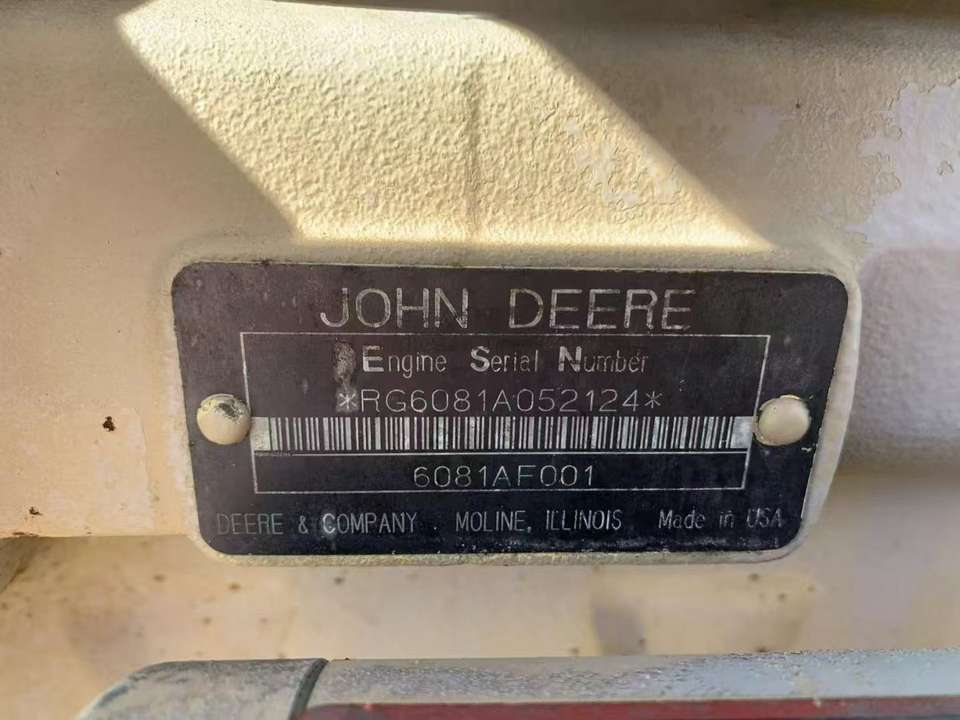 JOHN DEERE
Engine Serial Number
*RG6081A052124*
6081AF001
DEERE & COMPANY MOLINE, ILLINOIS Made in USA